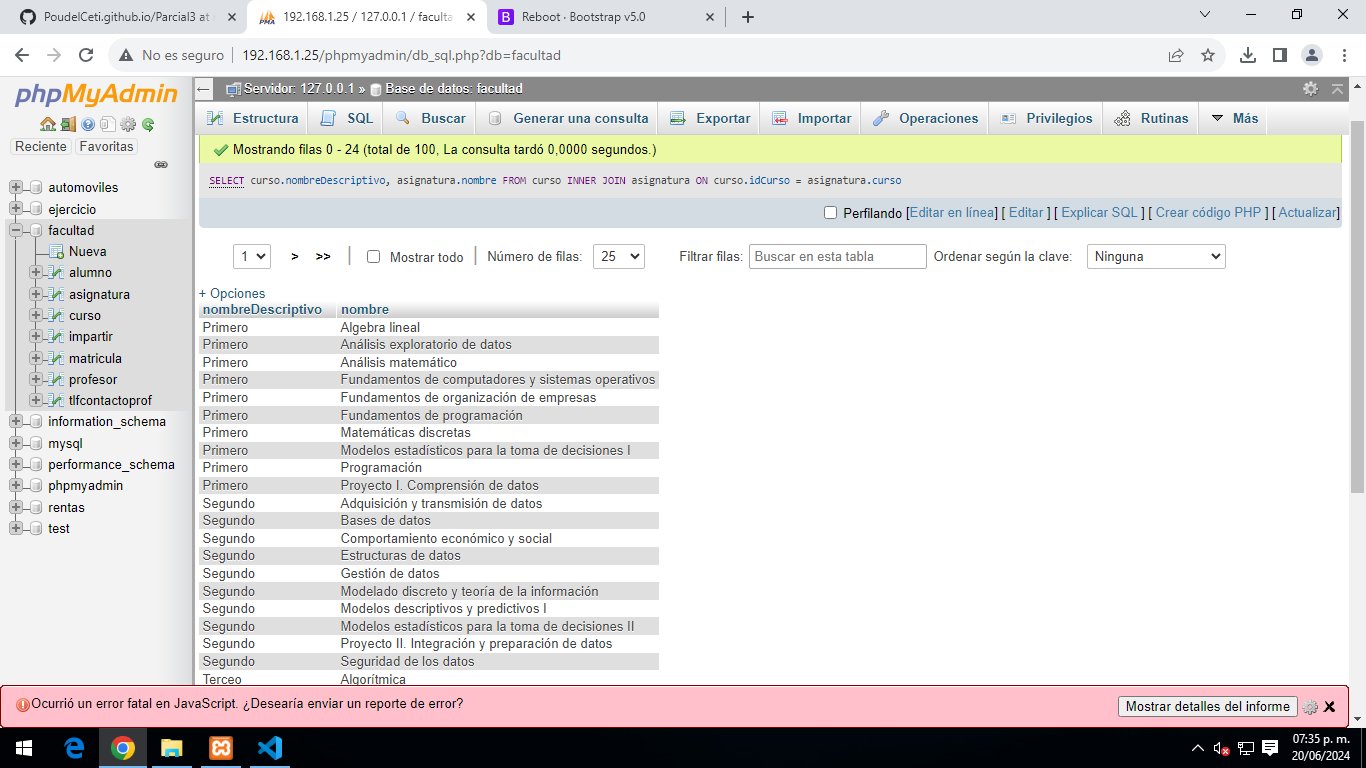 PoudelCeti.github.io/Parcial3 at
192.168.1.25 / 127.0.0.1 / faculta
Reboot · Bootstrap v5.0
No es seguro
192.168.1.25/phpmyadmin/db_sql.php?db=facultad
phpMyAdmin
Reciente
Favoritas
automoviles
ejercicio
facultad
Nueva
alumno
asignatura
curso
impartir
matricula
profesor
tlfcontactoprof
information_schema
mysql
performance_schema
phpmyadmin
rentas
test
Servidor: 127.0.0.1 » Base de datos: facultad
Estructura
SQL
Buscar
Generar una consulta
Exportar
Importar
Operaciones
Privilegios
Rutinas
Más
Mostrando filas 0 - 24 (total de 100, La consulta tardó 0,0000 segundos.)
SELECT curso.nombreDescriptivo, asignatura.nombre FROM curso INNER JOIN asignatura ON curso.idCurso = asignatura.curso
Perfilando [Editar en línea] [ Editar ] [ Explicar SQL ] [ Crear código PHP ] [ Actualizar]
1 > >> | Mostrar todo | Número de filas: 25 Filtrar filas: Buscar en esta tabla Ordenar según la clave: Ninguna
+ Opciones
nombreDescriptivo nombre
Primero Algebra lineal
Primero Análisis exploratorio de datos
Primero Análisis matemático
Primero Fundamentos de computadores y sistemas operativos
Primero Fundamentos de organización de empresas
Primero Fundamentos de programación
Primero Matemáticas discretas
Primero Modelos estadísticos para la toma de decisiones I
Primero Programación
Primero Proyecto I. Comprensión de datos
Segundo Adquisición y transmisión de datos
Segundo Bases de datos
Segundo Comportamiento económico y social
Segundo Estructuras de datos
Segundo Gestión de datos
Segundo Modelado discreto y teoría de la información
Segundo Modelos descriptivos y predictivos I
Segundo Modelos estadísticos para la toma de decisiones II
Segundo Proyecto II. Integración y preparación de datos
Segundo Seguridad de los datos
Terceo Algorítmica
Ocurrió un error fatal en JavaScript. ¿Desearía enviar un reporte de error?
Mostrar detalles del informe
07:35 p. m.
20/06/2024